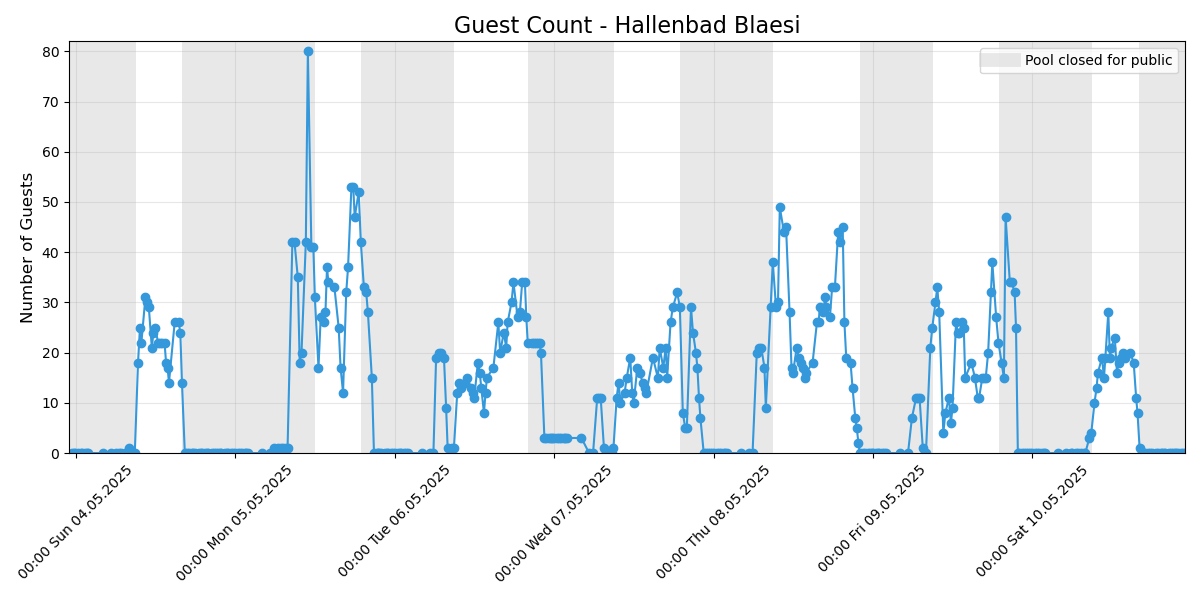 Guest Count - Hallenbad Blaesi
Pool closed for public
Number of Guests
80
70
60
50
40
30
20
10
0
00:00 Sun 04.05.2025
00:00 Mon 05.05.2025
00:00 Tue 06.05.2025
00:00 Wed 07.05.2025
00:00 Thu 08.05.2025
00:00 Fri 09.05.2025
00:00 Sat 10.05.2025